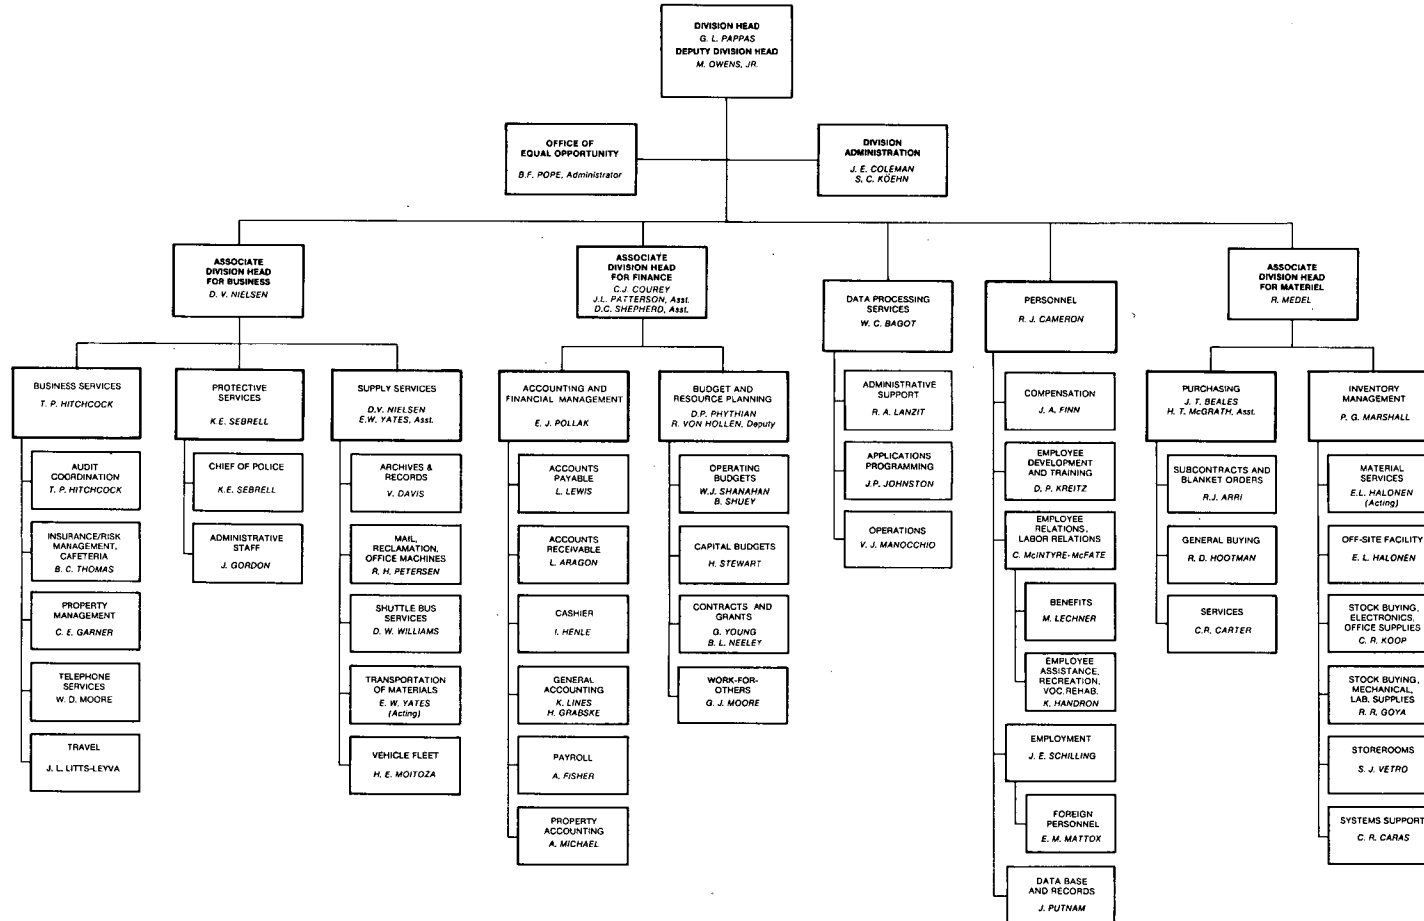 DIVISION HEAD
G. L. PAPPAS
DEPUTY DIVISION HEAD
M. OWENS, JR.
OFFICE OF
EQUAL OPPORTUNITY
B.F. POPE, Administrator
DIVISION
ADMINISTRATION
J. E. COLEMAN
S. C. KOEHN
ASSOCIATE
DIVISION HEAD
FOR BUSINESS
D. V. NIELSEN
ASSOCIATE
DIVISION HEAD
FOR FINANCE
C.J. COUREY
J.L. PATTERSON, Asst.
D.C. SHEPHERD, Asst.
DATA PROCESSING
SERVICES
W. C. BAGOT
PERSONNEL
R. J. CAMERON
ASSOCIATE
DIVISION HEAD
FOR MATERIEL
R. MEDEL
BUSINESS SERVICES
T. P. HITCHCOCK
AUDIT
COORDINATION
T. P. HITCHCOCK
INSURANCE/RISK
MANAGEMENT,
CAFETERIA
B. C. THOMAS
PROPERTY
MANAGEMENT
C. E. GARNER
TELEPHONE
SERVICES
W. D. MOORE
TRAVEL
J. L. LITTS-LEYVA
PROTECTIVE
SERVICES
K.E. SEBRELL
CHIEF OF POLICE
K.E. SEBRELL
ADMINISTRATIVE
STAFF
J. GORDON
SUPPLY SERVICES
D.V. NIELSEN
E.W. YATES, Asst.
ARCHIVES &
RECORDS
V. DAVIS
MAIL,
RECLAMATION,
OFFICE MACHINES
R. H. PETERSEN
SHUTTLE BUS
SERVICES
D. W. WILLIAMS
TRANSPORTATION
OF MATERIALS
E. W. YATES
(Acting)
VEHICLE FLEET
H. E. MOITOZA
ACCOUNTING AND
FINANCIAL MANAGEMENT
E. J. POLLAK
ACCOUNTS
PAYABLE
L. LEWIS
ACCOUNTS
RECEIVABLE
L. ARAGON
CASHIER
I. HENLE
GENERAL
ACCOUNTING
K. LINES
H. GRABSKE
PAYROLL
A. FISHER
PROPERTY
ACCOUNTING
A. MICHAEL
BUDGET AND
RESOURCE PLANNING
D.P. PHYTHIAN
R. VON HOLLEN, Deputy
OPERATING
BUDGETS
W.J. SHANAHAN
B. SHUEY
CAPITAL BUDGETS
H. STEWART
CONTRACTS AND
GRANTS
G. YOUNG
B. L. NEELEY
WORK-FOR-
OTHERS
G. J. MOORE
ADMINISTRATIVE
SUPPORT
R. A. LANZIT
APPLICATIONS
PROGRAMMING
J.P. JOHNSTON
OPERATIONS
V. J. MANOCCHIO
COMPENSATION
J. A. FINN
EMPLOYEE
DEVELOPMENT
AND TRAINING
D. P. KREITZ
EMPLOYEE
RELATIONS,
LABOR RELATIONS
C. McINTYRE-McFATE
BENEFITS
M. LECHNER
EMPLOYEE
ASSISTANCE,
RECREATION,
VOC.REHAB.
K. HANDRON
EMPLOYMENT
J. E. SCHILLING
FOREIGN
PERSONNEL
E. M. MATTOX
DATA BASE
AND RECORDS
J. PUTNAM
PURCHASING
J. T. BEALES
H. T. McGRATH, Asst.
SUBCONTRACTS AND
BLANKET ORDERS
R.J. ARRI
GENERAL BUYING
R. D. HOOTMAN
SERVICES
C.R. CARTER
INVENTORY
MANAGEMENT
P. G. MARSHALL
MATERIAL
SERVICES
E.L. HALONEN
(Acting)
OFF-SITE FACILITY
E. L. HALONEN
STOCK BUYING,
ELECTRONICS,
OFFICE SUPPLIES
C. R. KOOP
STOCK BUYING,
MECHANICAL,
LAB. SUPPLIES
R. R. GOYA
STOREROOMS
S. J. VETRO
SYSTEMS SUPPORT
C. R. CARAS